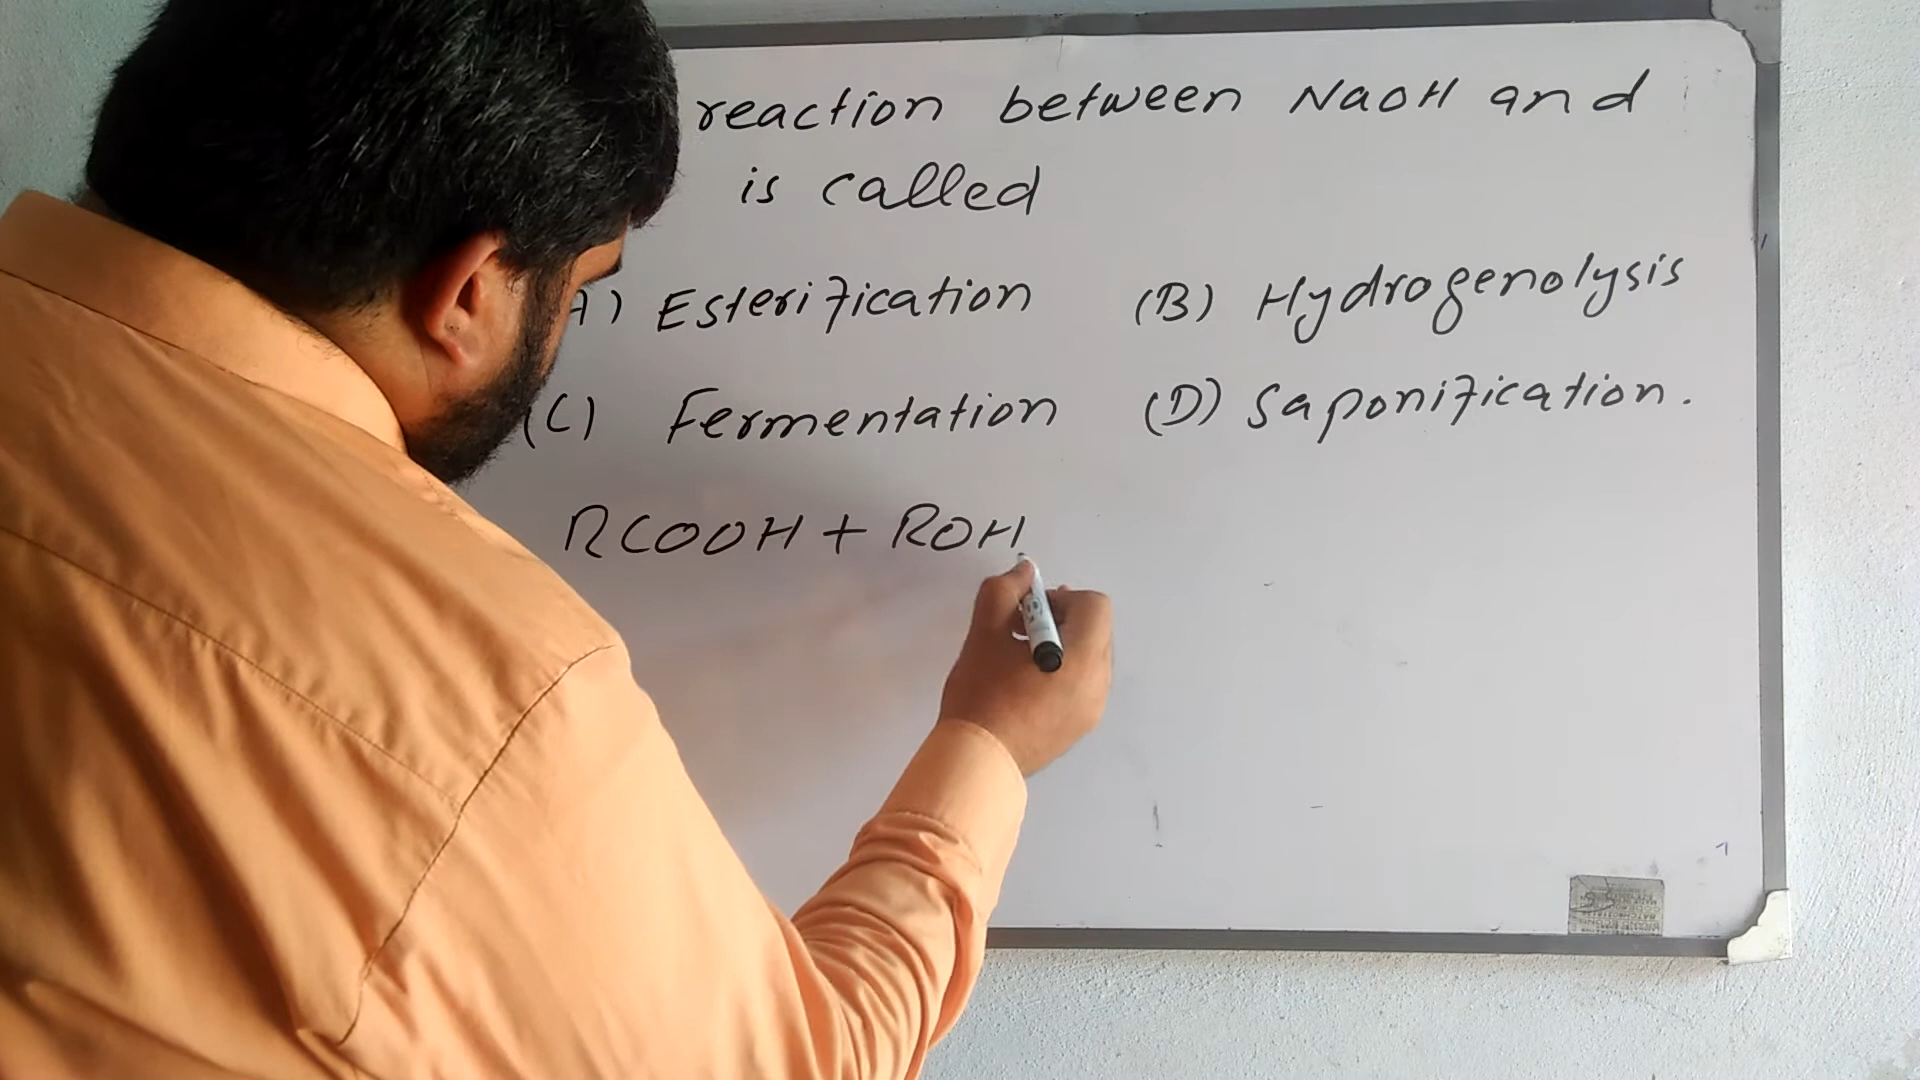 reaction between NaOH and
is called
A) Esterification (B) Hydrogenolysis
(C) Fermentation (D) Saponification.
RCOOH + ROH